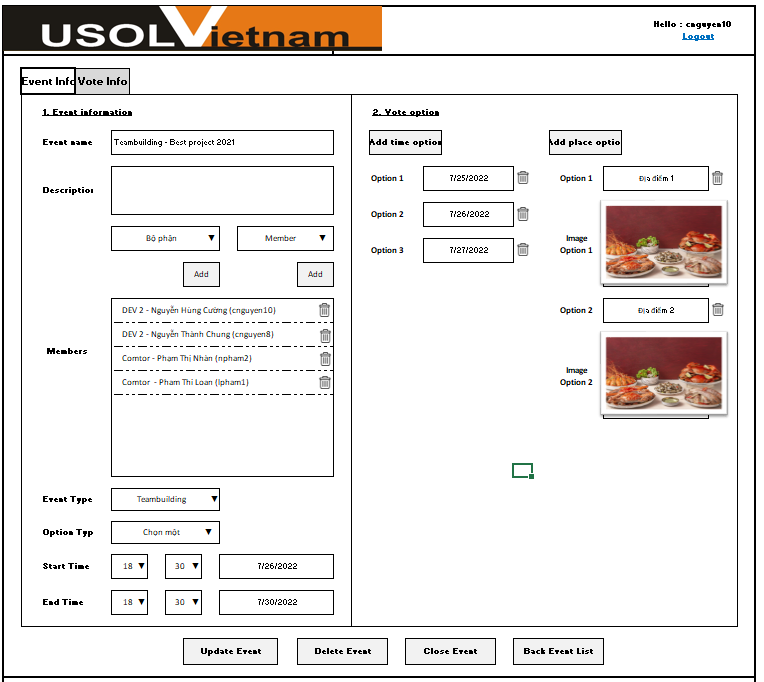 USOLVietnam
Hello : cnguyen10
Logout
Event Info
Vote Info
1. Event information
Event name
Teambuilding - Best project 2021
Description
Bộ phận ▼
Member ▼
Add
Add
Members
DEV 2 - Nguyễn Hùng Cường (cnguyen10)
DEV 2 - Nguyễn Thành Chung (cnguyen8)
Comtor - Phạm Thị Nhàn (npham2)
Comtor - Phạm Thí Loan (lpham1)
Event Type
Teambuilding ▼
Option Typ
Chọn một ▼
Start Time
18 ▼
30 ▼
7/26/2022
End Time
18 ▼
30 ▼
7/30/2022
2. Vote option
Add time option
Add place optio
Option 1
7/25/2022
Option 2
7/26/2022
Option 3
7/27/2022
Option 1
Địa điểm 1
Image
Option 1
Option 2
Địa điểm 2
Image
Option 2
Update Event
Delete Event
Close Event
Back Event List